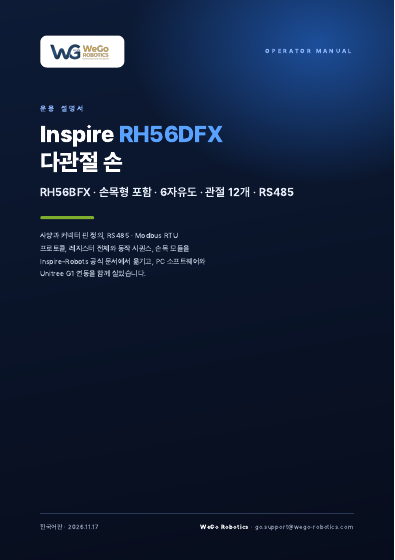 WG WeGo
ROBOTICS
OPERATOR MANUAL
운용 설명서
Inspire RH56DFX
다관절 손
RH56BFX · 손목형 포함 · 6자유도 · 관절 12개 · RS485
사양과 커넥터 핀 정의, RS485 · Modbus RTU
프로토콜, 레지스터 전체와 동작 시퀀스, 손목 모듈을
Inspire-Robots 공식 문서에서 옮기고, PC 소프트웨어와
Unitree G1 연동을 함께 실었습니다.
한국어판 · 2026.11.17
WeGo Robotics · go.support@wego-robotics.com